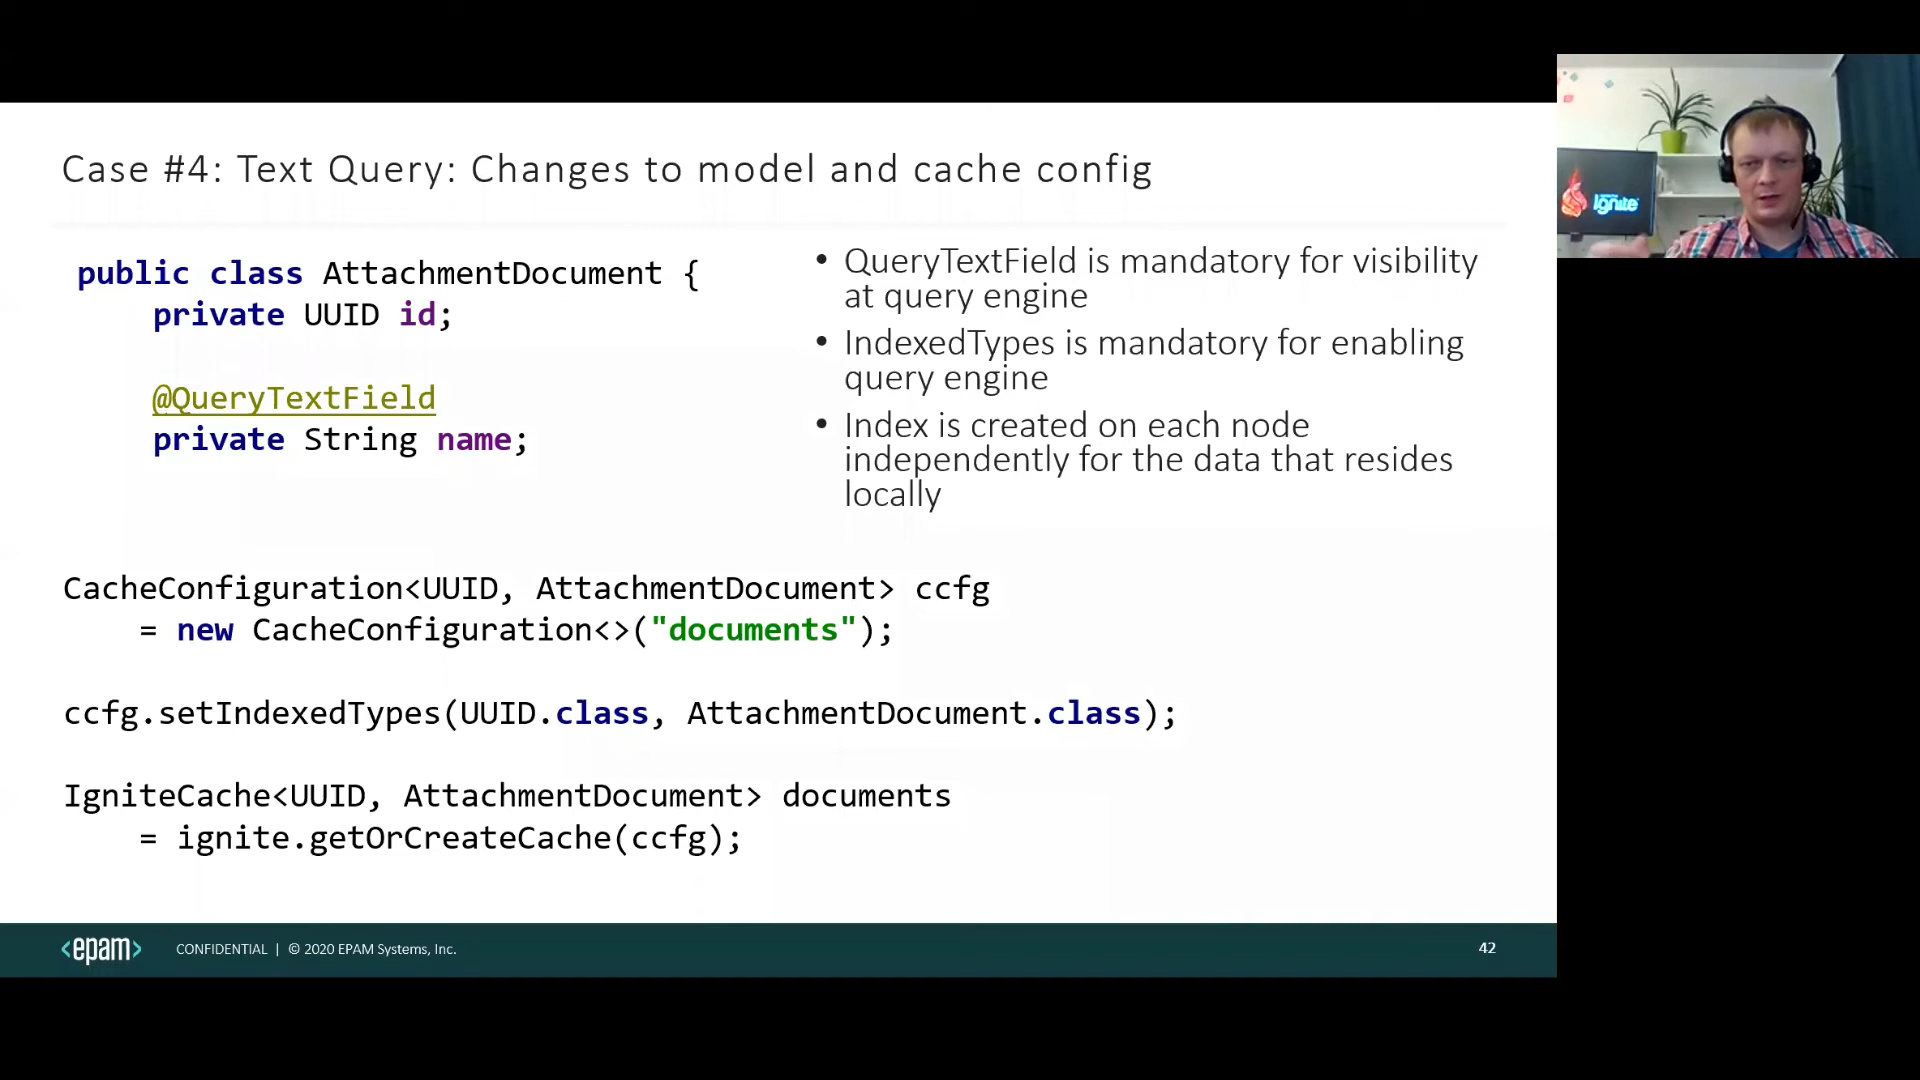 Case #4: Text Query: Changes to model and cache config
public class AttachmentDocument {
private UUID id;
@QueryTextField
private String name;
• QueryTextField is mandatory for visibility
at query engine
• IndexedTypes is mandatory for enabling
query engine
• Index is created on each node
independently for the data that resides
locally
CacheConfiguration<UUID, AttachmentDocument> ccfg
= new CacheConfiguration<>("documents");
ccfg.setIndexedTypes(UUID.class, AttachmentDocument.class);
IgniteCache<UUID, AttachmentDocument> documents
= ignite.getOrCreateCache(ccfg);
<epam>
CONFIDENTIAL | © 2020 EPAM Systems, Inc.
42
Ignite